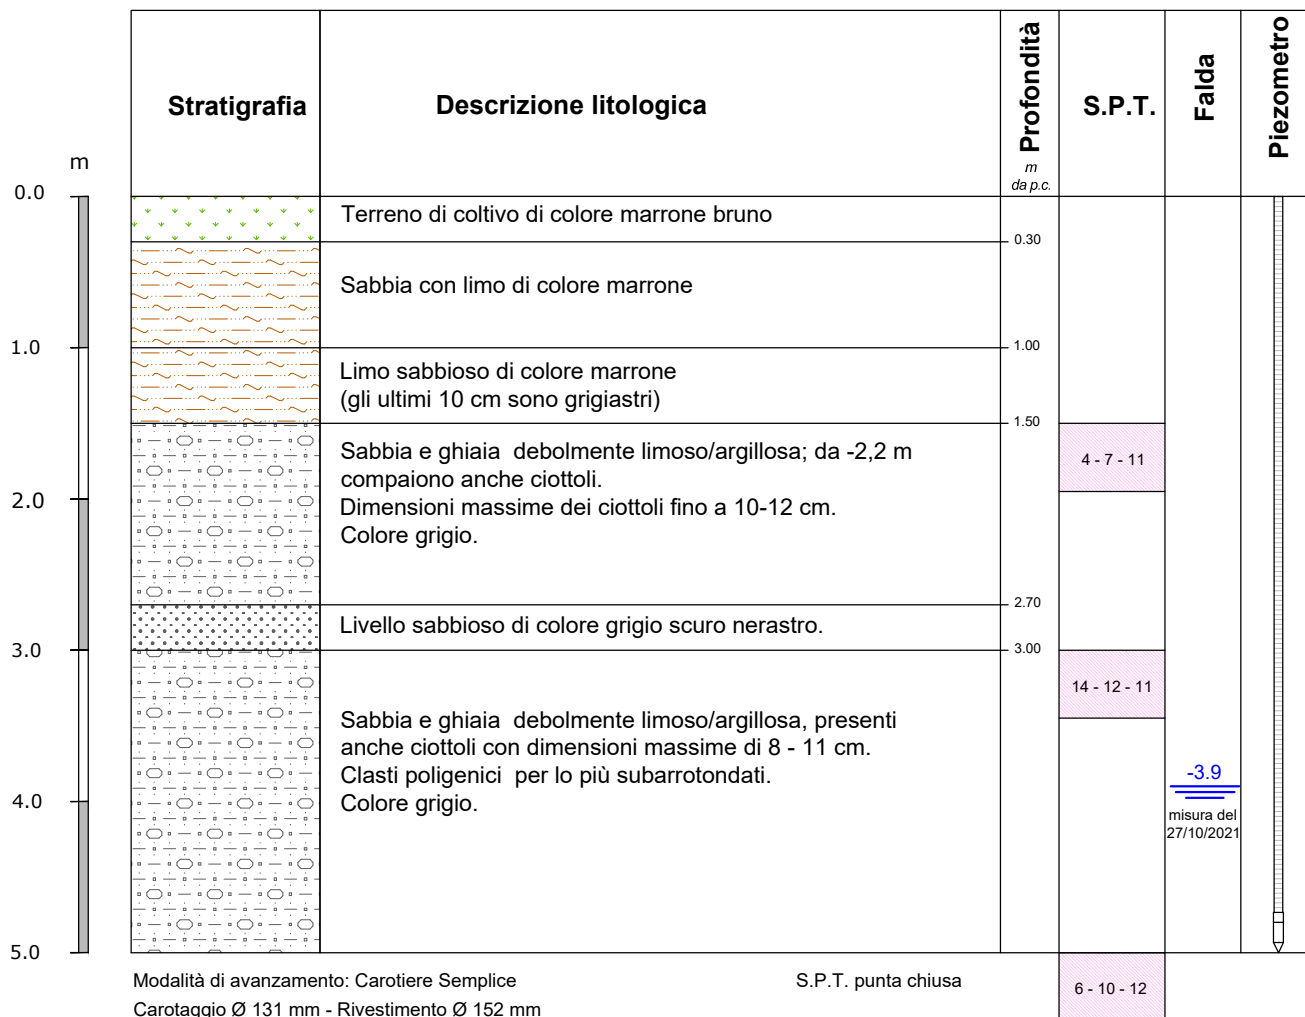 Stratigrafia
Descrizione litologica
Profondità
m
da p.c.
S.P.T.
Falda
Piezometro
m
0.0
Terreno di coltivo di colore marrone bruno
0.30
Sabbia con limo di colore marrone
1.0
1.00
Limo sabbioso di colore marrone
(gli ultimi 10 cm sono grigiastri)
1.50
Sabbia e ghiaia debolmente limoso/argillosa; da -2,2 m
compaiono anche ciottoli.
Dimensioni massime dei ciottoli fino a 10-12 cm.
Colore grigio.
4 - 7 - 11
2.0
2.70
Livello sabbioso di colore grigio scuro nerastro.
3.0
3.00
14 - 12 - 11
Sabbia e ghiaia debolmente limoso/argillosa, presenti
anche ciottoli con dimensioni massime di 8 - 11 cm.
Clasti poligenici per lo più subarrotondati.
Colore grigio.
-3.9
misura del
27/10/2021
4.0
5.0
Modalità di avanzamento: Carotiere Semplice
S.P.T. punta chiusa
6 - 10 - 12
Carotaggio Ø 131 mm - Rivestimento Ø 152 mm